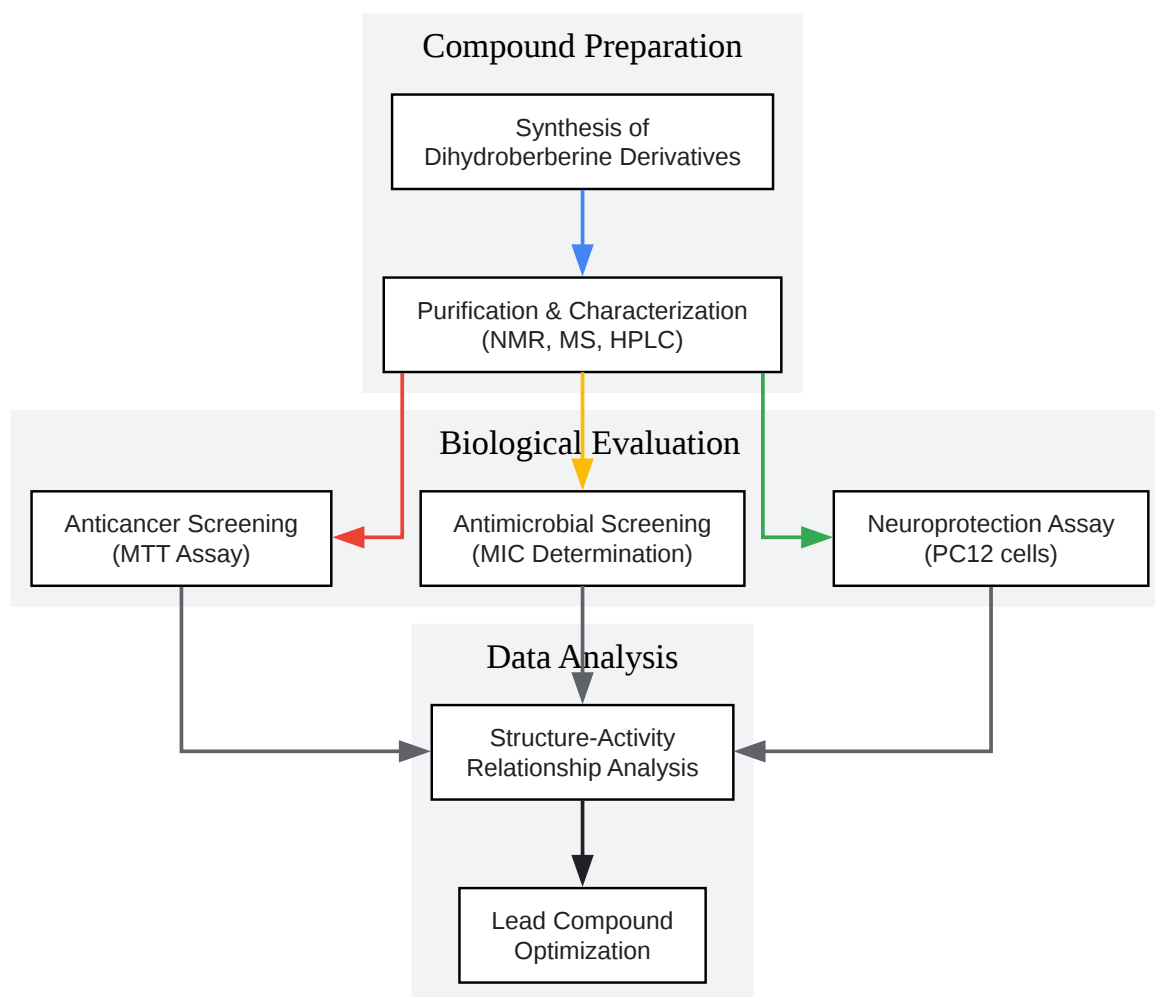 Compound Preparation
Synthesis of
Dihydroberberine Derivatives
Purification & Characterization
(NMR, MS, HPLC)
Biological Evaluation
Anticancer Screening
(MTT Assay)
Antimicrobial Screening
(MIC Determination)
Neuroprotection Assay
(PC12 cells)
Data Analysis
Structure-Activity
Relationship Analysis
Lead Compound
Optimization